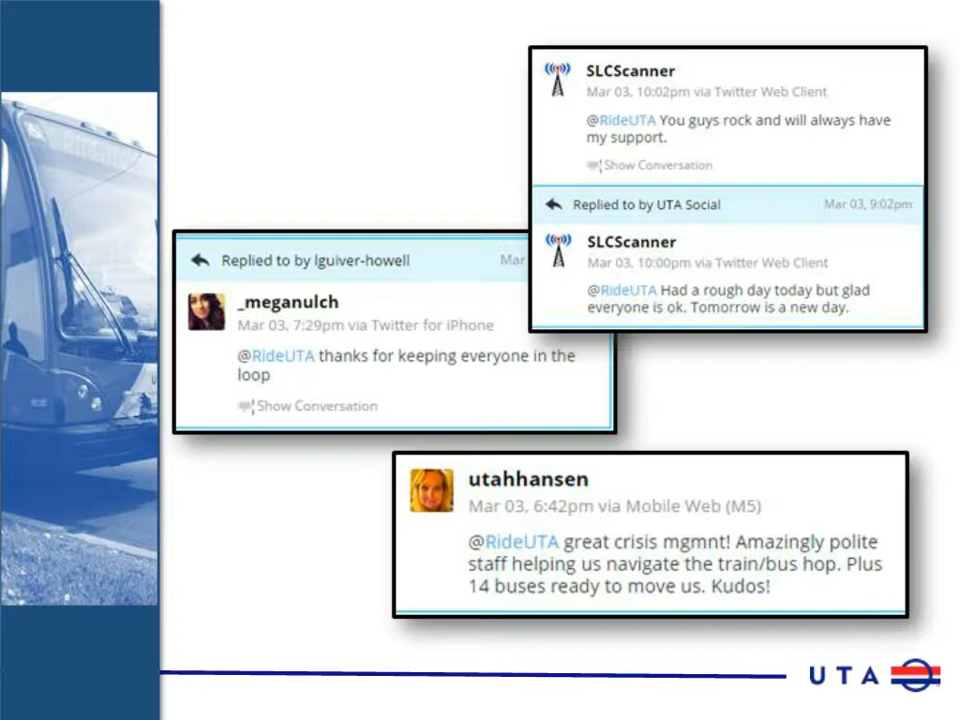 SLCScanner
Mar 03, 10:02pm via Twitter Web Client
@RideUTA You guys rock and will always have
my support.
Show Conversation
Replied to by UTA Social Mar 03, 9:02pm
SLCScanner
Mar 03, 10:00pm via Twitter Web Client
@RideUTA Had a rough day today but glad
everyone is ok. Tomorrow is a new day.
Replied to by lguiver-howell Mar
_meganulch
Mar 03, 7:29pm via Twitter for iPhone
@RideUTA thanks for keeping everyone in the
loop
Show Conversation
utahhansen
Mar 03, 6:42pm via Mobile Web (M5)
@RideUTA great crisis mgmnt! Amazingly polite
staff helping us navigate the train/bus hop. Plus
14 buses ready to move us. Kudos!
UTA